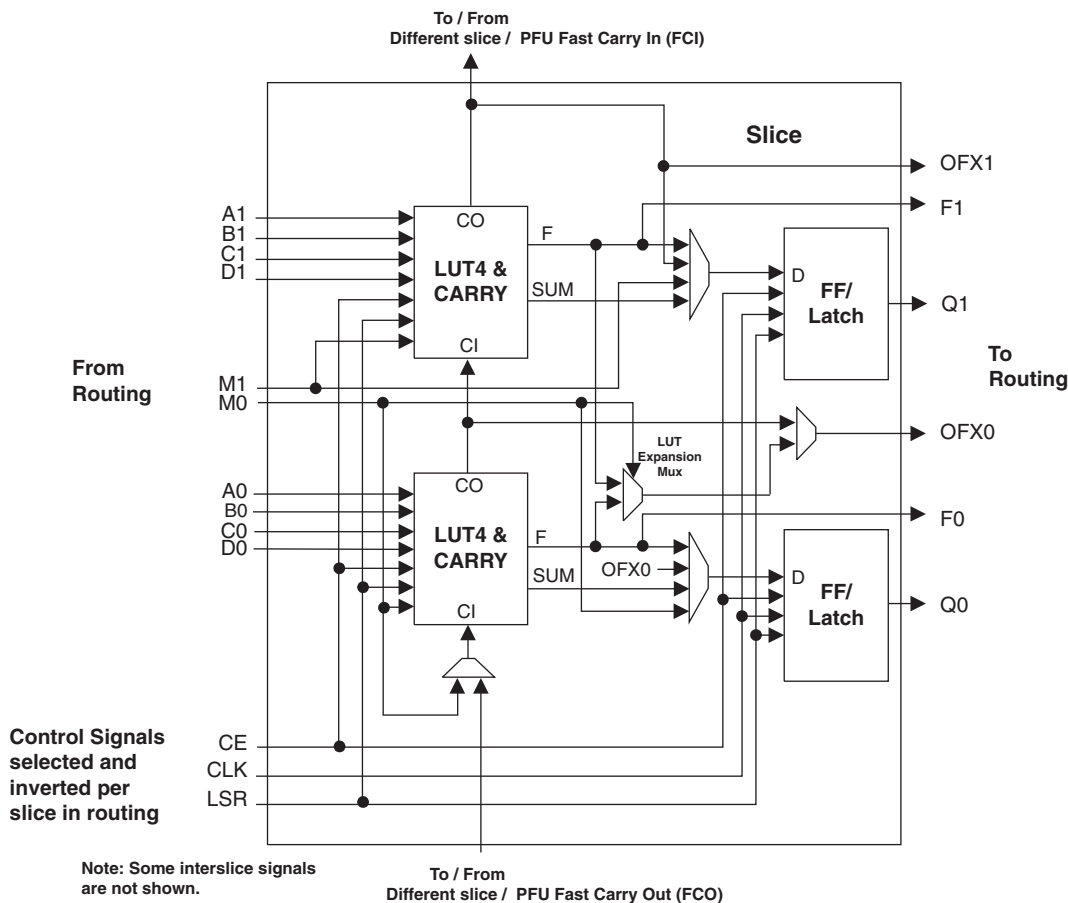 To / From
Different slice / PFU Fast Carry In (FCI)
Slice
OFX1
F1
A1
B1
C1
D1
CO
LUT4 &
CARRY
CI
F
SUM
D
FF/
Latch
Q1
From
Routing
M1
M0
To
Routing
OFX0
LUT
Expansion
Mux
A0
B0
C0
D0
CO
LUT4 &
CARRY
CI
F
OFX0
SUM
F0
D
FF/
Latch
Q0
Control Signals
selected and
inverted per
slice in routing
CE
CLK
LSR
Note: Some interslice signals
are not shown.
To / From
Different slice / PFU Fast Carry Out (FCO)